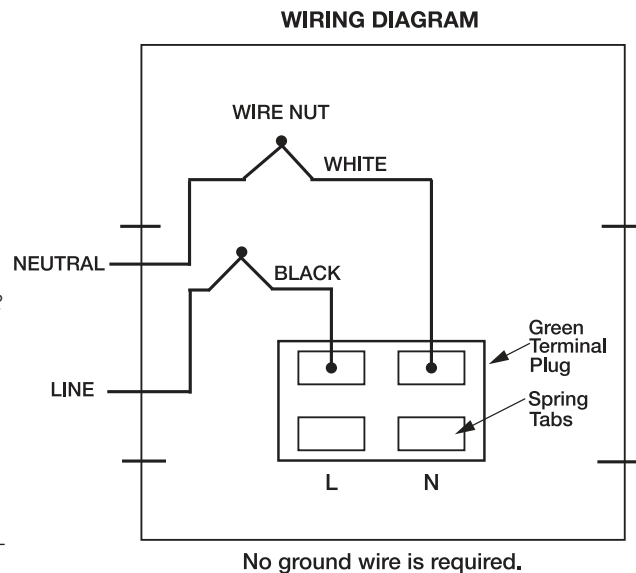 WIRING DIAGRAM
WIRE NUT
WHITE
NEUTRAL
BLACK
Green
Terminal
Plug
LINE
Spring
Tabs
L
N
No ground wire is required.